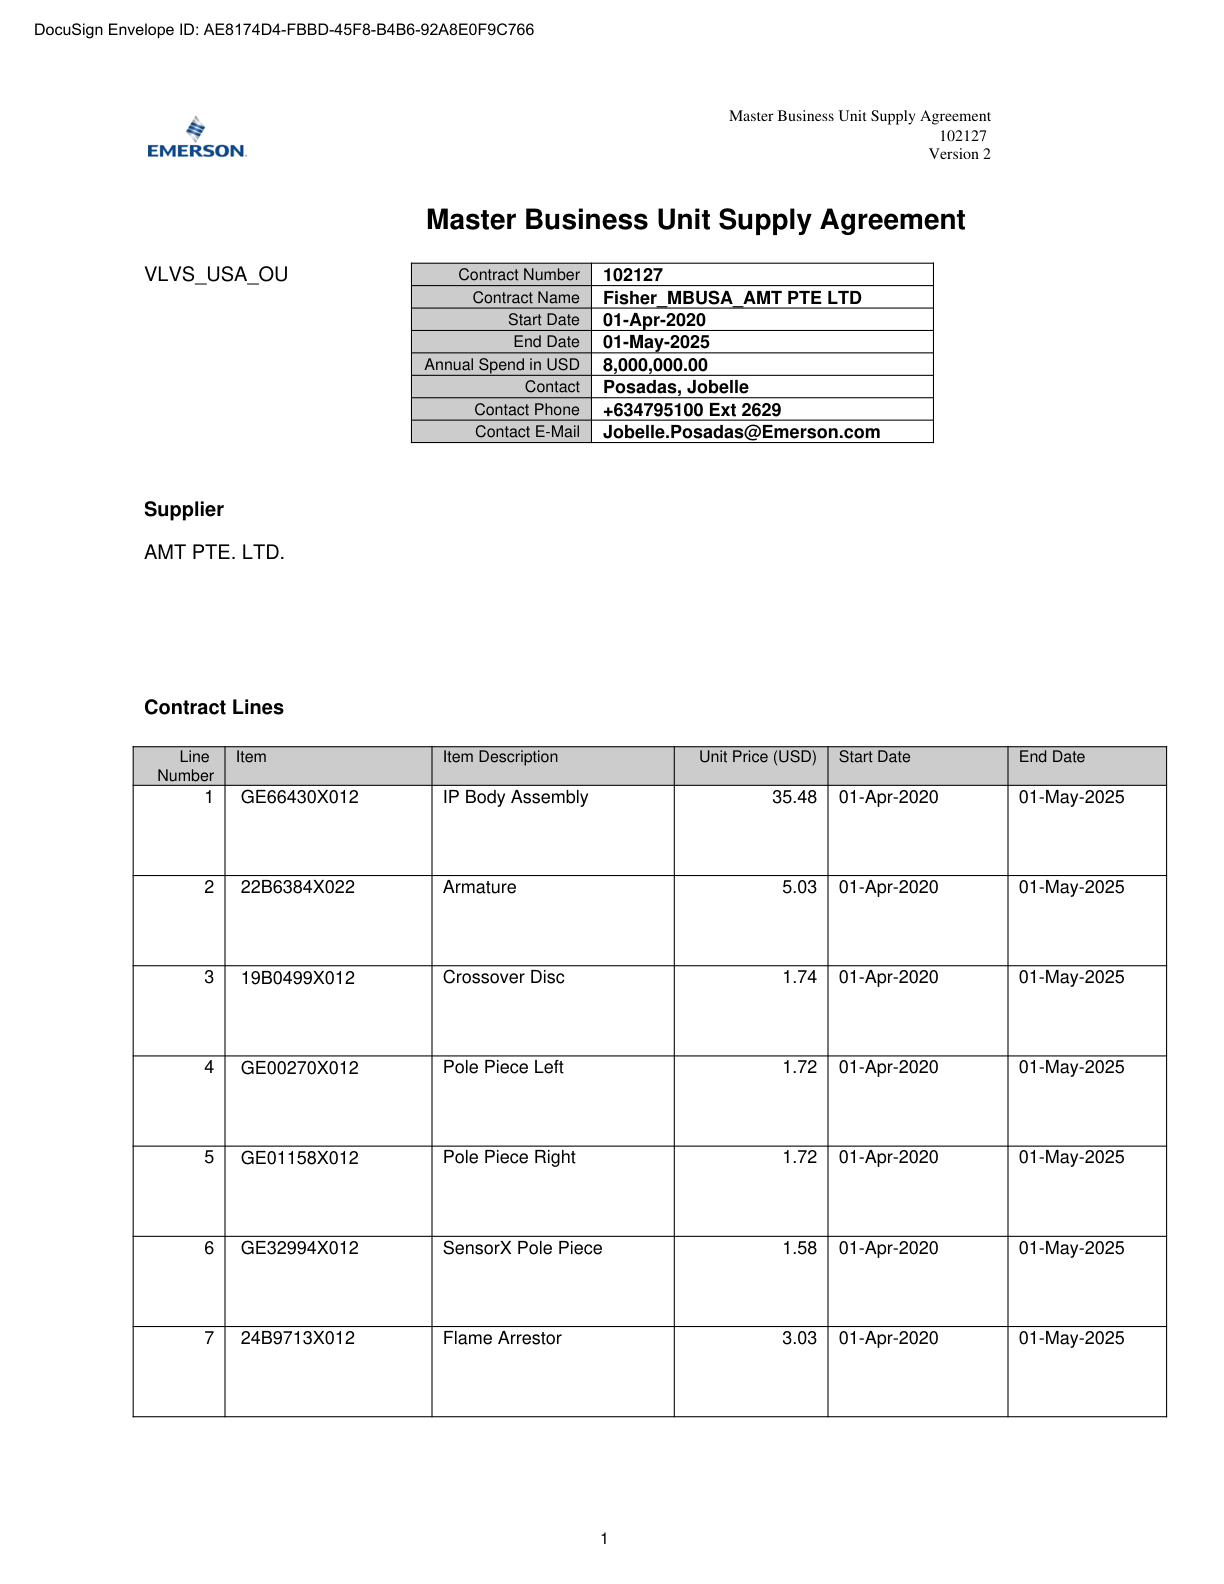 DocuSign Envelope ID: AE8174D4-FBBD-45F8-B4B6-92A8E0F9C766
EMERSON.
Master Business Unit Supply Agreement
102127
Version 2
Master Business Unit Supply Agreement
VLVS_USA_OU
Contract Number 102127
Contract Name Fisher_MBUSA_AMT PTE LTD
Start Date 01-Apr-2020
End Date 01-May-2025
Annual Spend in USD 8,000,000.00
Contact Posadas, Jobelle
Contact Phone +634795100 Ext 2629
Contact E-Mail Jobelle.Posadas@Emerson.com
Supplier
AMT PTE. LTD.
Contract Lines
Line Number Item Item Description Unit Price (USD) Start Date End Date
1 GE66430X012 IP Body Assembly 35.48 01-Apr-2020 01-May-2025
2 22B6384X022 Armature 5.03 01-Apr-2020 01-May-2025
3 19B0499X012 Crossover Disc 1.74 01-Apr-2020 01-May-2025
4 GE00270X012 Pole Piece Left 1.72 01-Apr-2020 01-May-2025
5 GE01158X012 Pole Piece Right 1.72 01-Apr-2020 01-May-2025
6 GE32994X012 SensorX Pole Piece 1.58 01-Apr-2020 01-May-2025
7 24B9713X012 Flame Arrestor 3.03 01-Apr-2020 01-May-2025
1